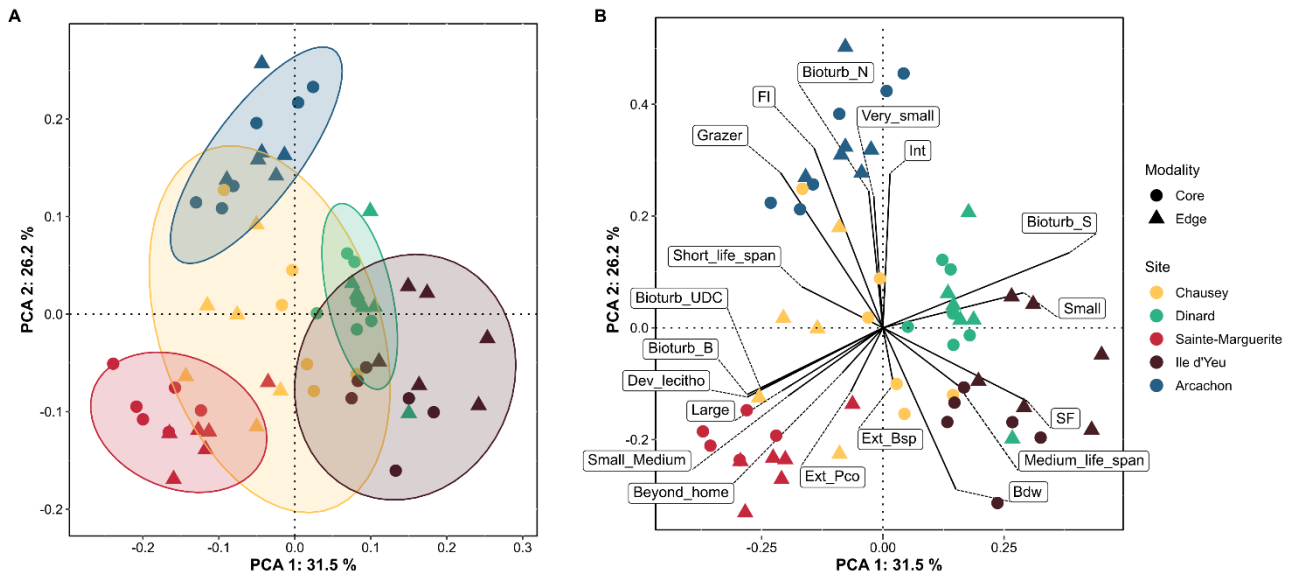 A
B
PCA 2: 26.2 %
0.2
0.1
0.0
-0.1
-0.2
-0.2
-0.1
0.0
0.1
0.2
0.3
PCA 1: 31.5 %
PCA 2: 26.2 %
0.4
0.2
0.0
-0.2
-0.25
0.00
0.25
PCA 1: 31.5 %
Bioturb_N
FI
Very_small
Grazer
Int
Bioturb_S
Short_life_span
Bioturb_UDC
Small
Bioturb_B
Dev_lecitho
Large
SF
Ext_Bsp
Small_Medium
Medium_life_span
Ext_Pco
Beyond_home
Bdw
Modality
Core
Edge
Site
Chausey
Dinard
Sainte-Marguerite
Ile d'Yeu
Arcachon